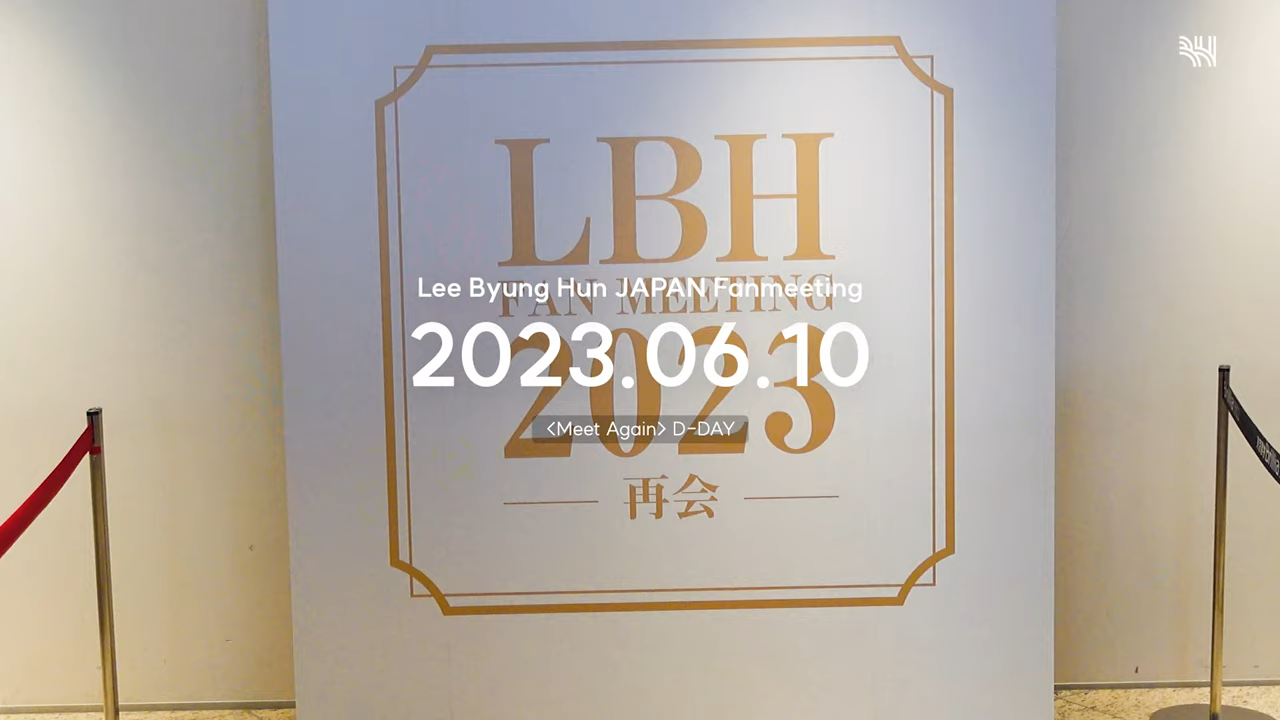 LBH
Lee Byung Hun JAPAN Fanmeeting
FAN MEETING
2023.06.10
2023
<Meet Again> D-DAY
再会